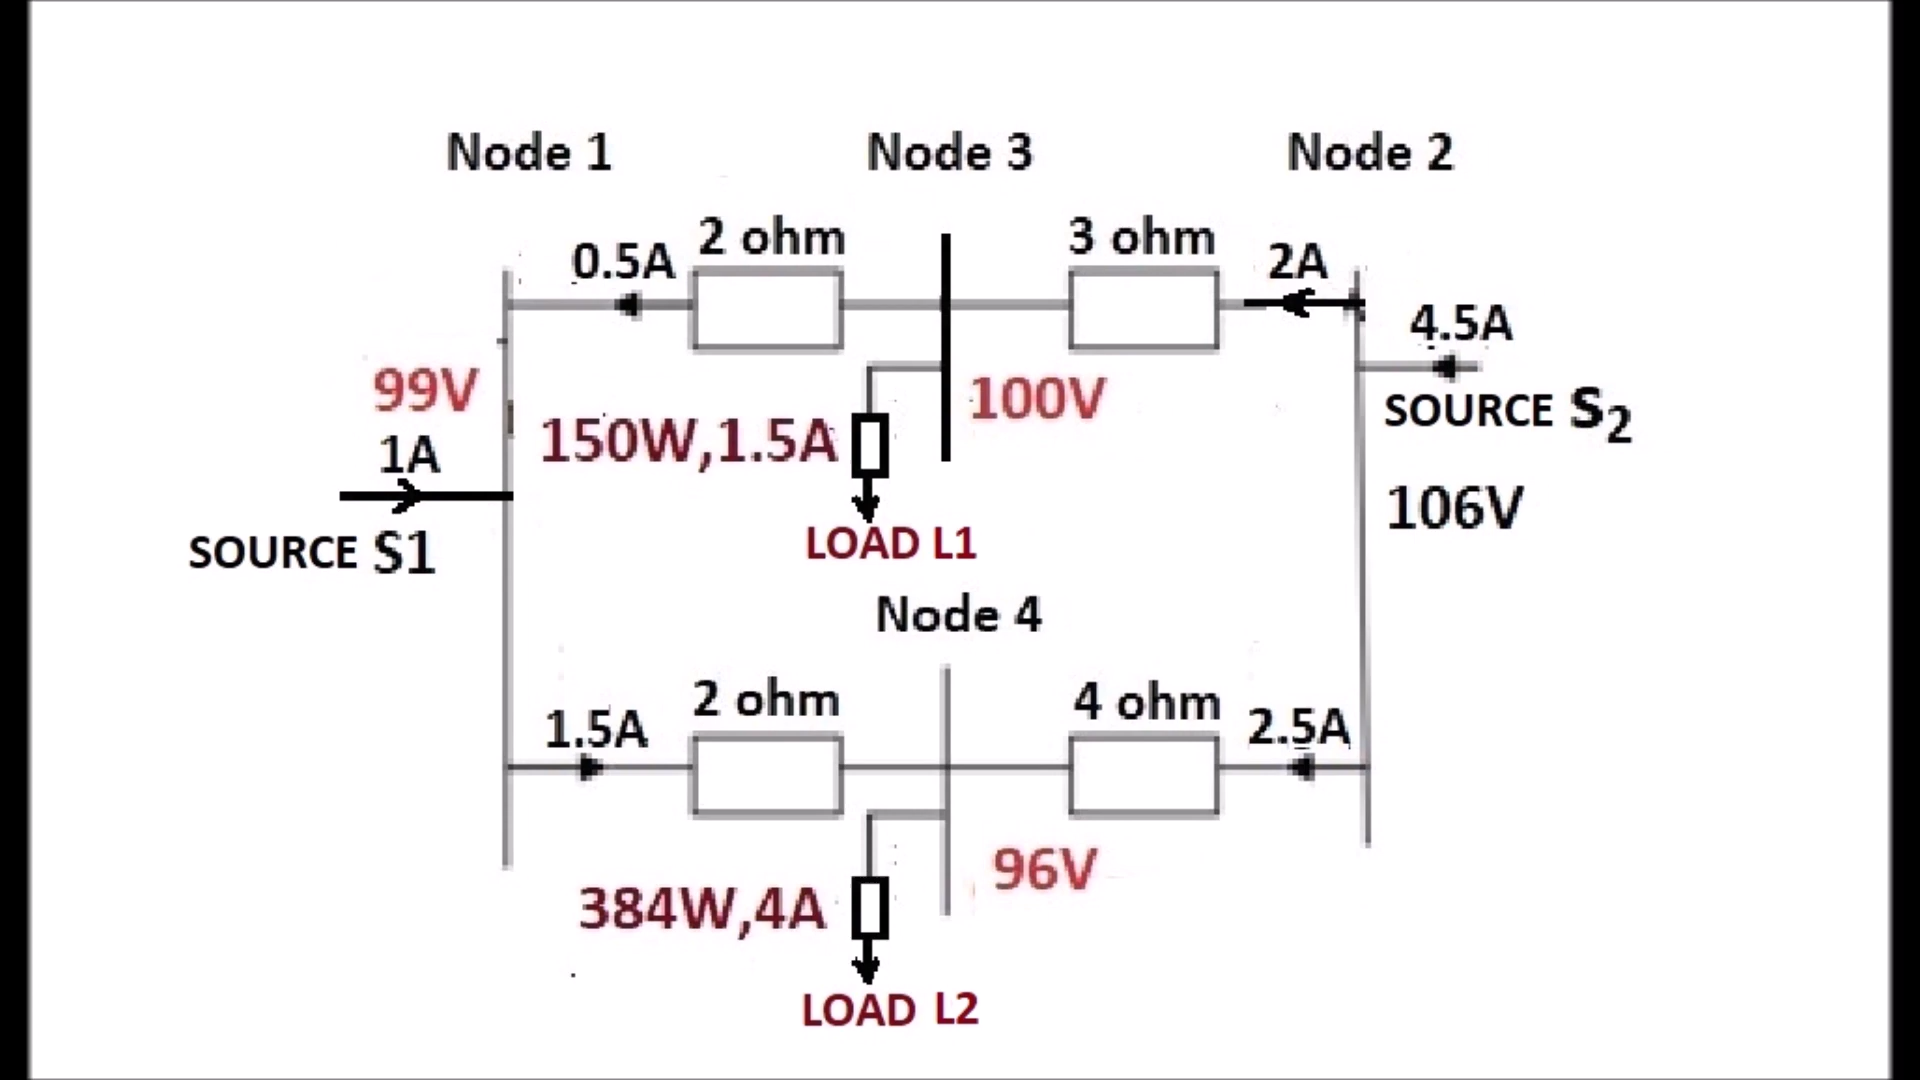 Node 1
Node 3
Node 2
0.5A
2 ohm
3 ohm
2A
4.5A
99V
100V
SOURCE S2
150W,1.5A
1A
106V
SOURCE S1
LOAD L1
Node 4
1.5A
2 ohm
4 ohm
2.5A
96V
384W,4A
LOAD L2